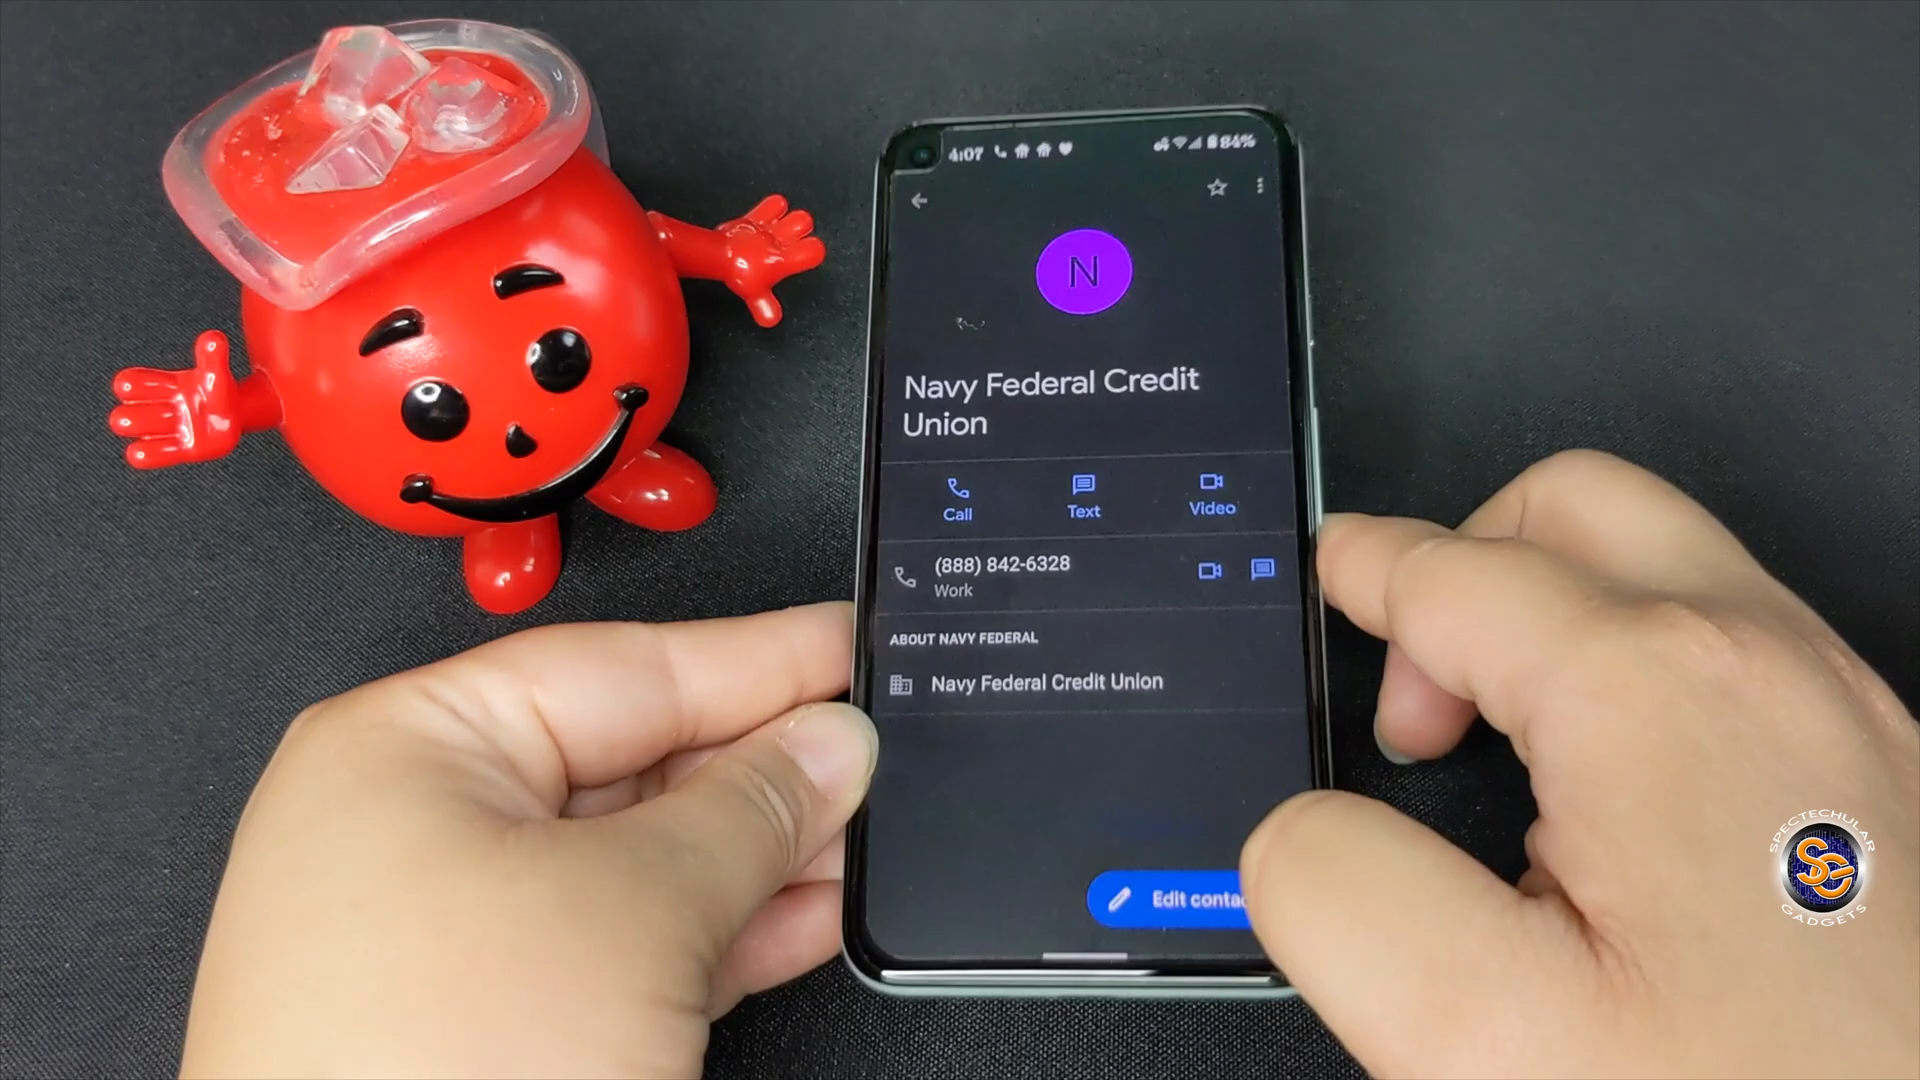 4:07
84%
N
Navy Federal Credit
Union
Call
Text
Video
(888) 842-6328
Work
ABOUT NAVY FEDERAL
Navy Federal Credit Union
Edit contac
SPECTECHULAR
SG
GADGETS